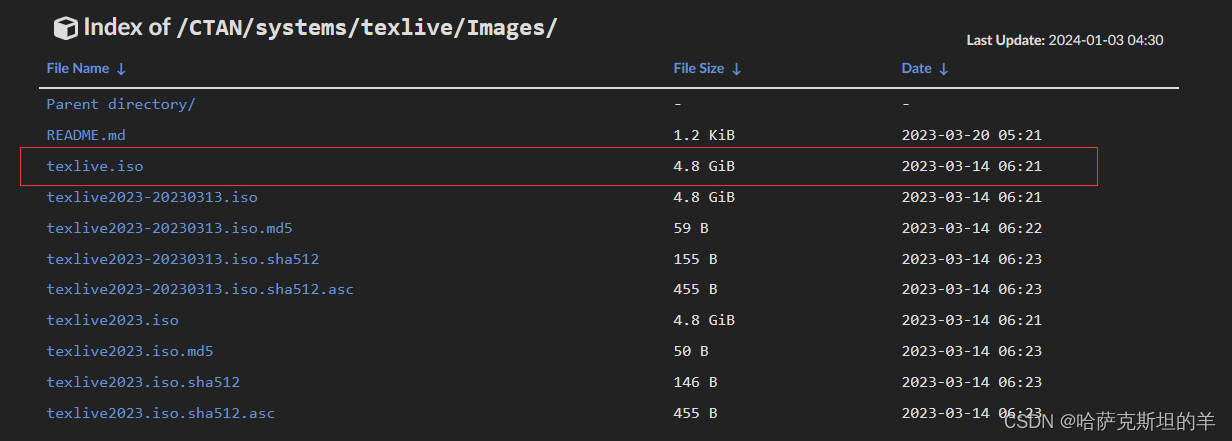 Index of /CTAN/systems/texlive/Images/
Last Update: 2024-01-03 04:30
File Name ↓ File Size ↓ Date ↓
Parent directory/ - -
README.md 1.2 KiB 2023-03-20 05:21
texlive.iso 4.8 GiB 2023-03-14 06:21
texlive2023-20230313.iso 4.8 GiB 2023-03-14 06:21
texlive2023-20230313.iso.md5 59 B 2023-03-14 06:22
texlive2023-20230313.iso.sha512 155 B 2023-03-14 06:23
texlive2023-20230313.iso.sha512.asc 455 B 2023-03-14 06:23
texlive2023.iso 4.8 GiB 2023-03-14 06:21
texlive2023.iso.md5 50 B 2023-03-14 06:23
texlive2023.iso.sha512 146 B 2023-03-14 06:23
texlive2023.iso.sha512.asc 455 B 2023-03-14 06:23
CSDN @哈萨克斯坦的羊